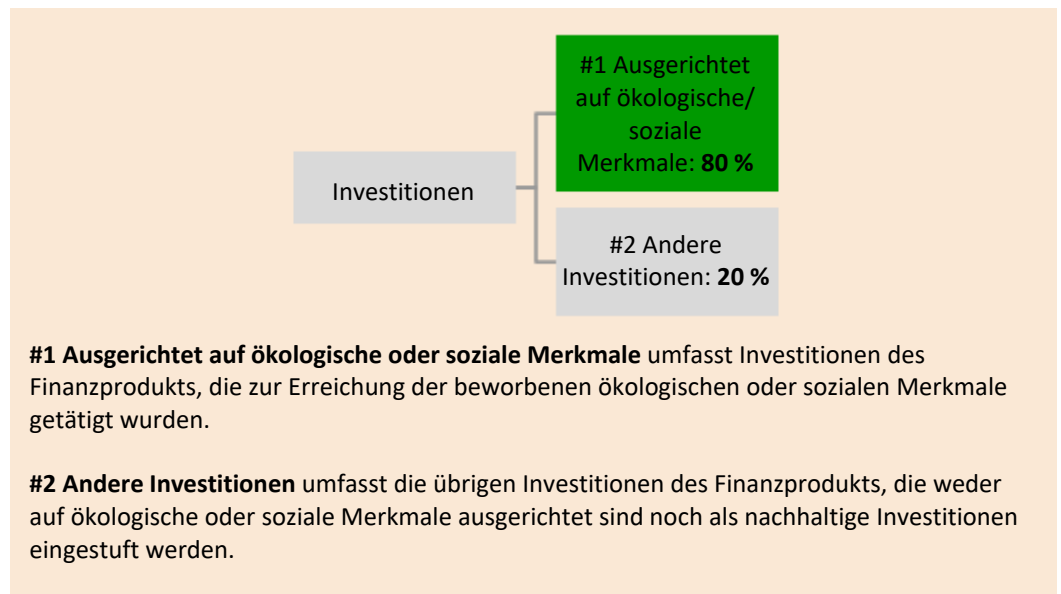 #1 Ausgerichtet
auf ökologische/
soziale
Merkmale: 80 %
Investitionen
#2 Andere
Investitionen: 20 %
#1 Ausgerichtet auf ökologische oder soziale Merkmale umfasst Investitionen des
Finanzprodukts, die zur Erreichung der beworbenen ökologischen oder sozialen Merkmale
getätigt wurden.
#2 Andere Investitionen umfasst die übrigen Investitionen des Finanzprodukts, die weder
auf ökologische oder soziale Merkmale ausgerichtet sind noch als nachhaltige Investitionen
eingestuft werden.